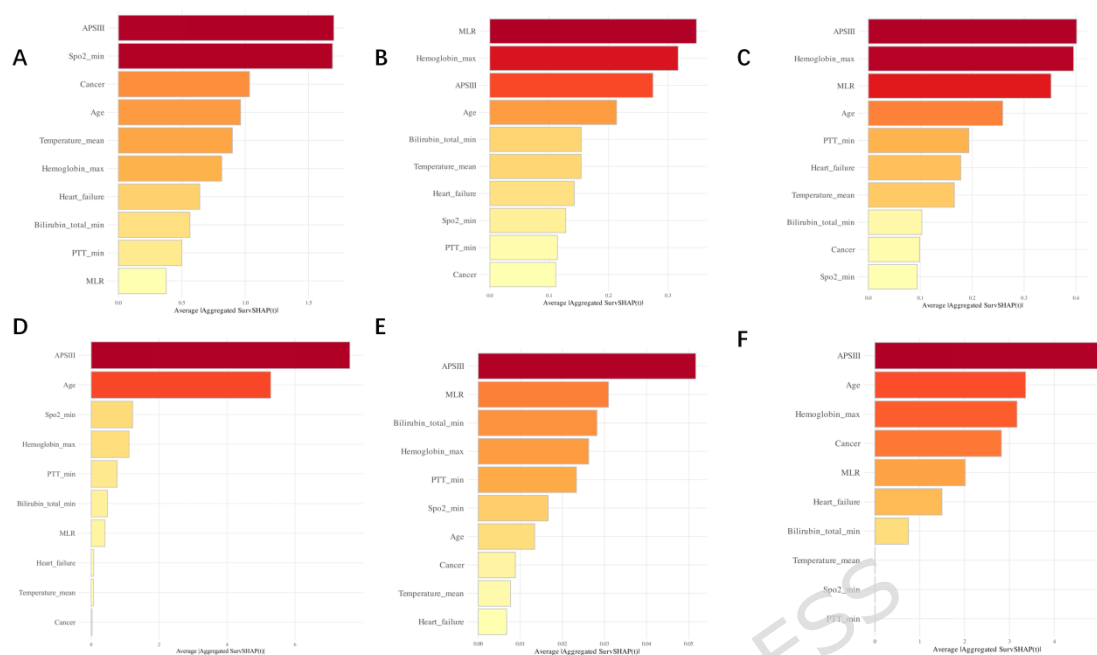 A
APSIII
Spo2_min
Cancer
Age
Temperature_mean
Hemoglobin_max
Heart_failure
Bilirubin_total_min
PTT_min
MLR
0.0 0.5 1.0 1.5
Average |Aggregated SurvSHAP(t)|
B
MLR
Hemoglobin_max
APSIII
Age
Bilirubin_total_min
Temperature_mean
Heart_failure
Spo2_min
PTT_min
Cancer
0.0 0.1 0.2 0.3
Average |Aggregated SurvSHAP(t)|
C
APSIII
Hemoglobin_max
MLR
Age
PTT_min
Heart_failure
Temperature_mean
Bilirubin_total_min
Cancer
Spo2_min
0.0 0.1 0.2 0.3 0.4
Average |Aggregated SurvSHAP(t)|
D
APSIII
Age
Spo2_min
Hemoglobin_max
PTT_min
Bilirubin_total_min
MLR
Heart_failure
Temperature_mean
Cancer
0 2 4 6
Average |Aggregated SurvSHAP(t)|
E
APSIII
MLR
Bilirubin_total_min
Hemoglobin_max
PTT_min
Spo2_min
Age
Cancer
Temperature_mean
Heart_failure
0.00 0.01 0.02 0.03 0.04 0.05
Average |Aggregated SurvSHAP(t)|
F
APSIII
Age
Hemoglobin_max
Cancer
MLR
Heart_failure
Bilirubin_total_min
Temperature_mean
Spo2_min
PTT_min
0 1 2 3 4
Average |Aggregated SurvSHAP(t)|
ESS